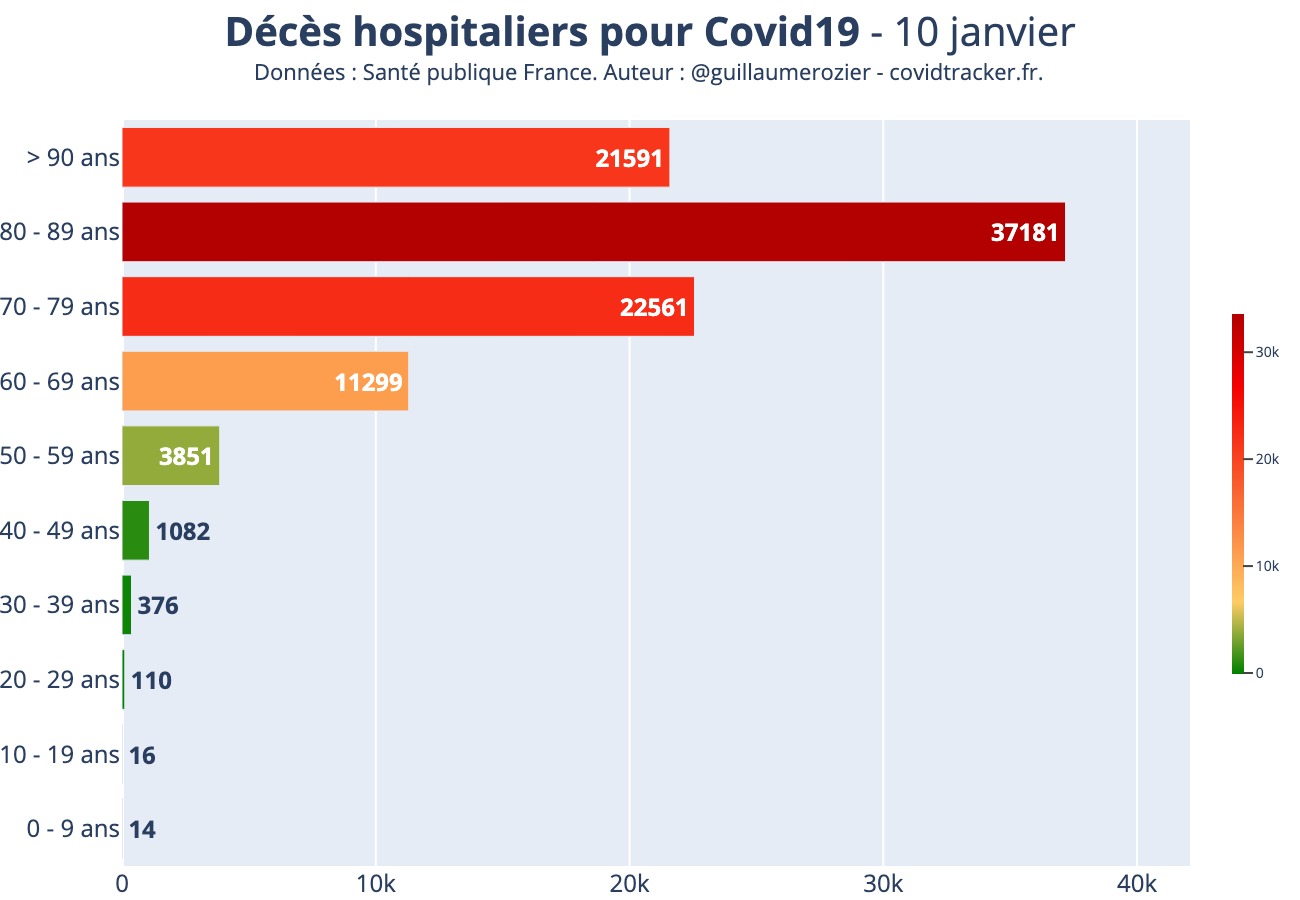 Décès hospitaliers pour Covid19 - 10 janvier
Données : Santé publique France. Auteur : @guillaumerozier - covidtracker.fr.
> 90 ans 21591
80 - 89 ans 37181
70 - 79 ans 22561
60 - 69 ans 11299
50 - 59 ans 3851
40 - 49 ans 1082
30 - 39 ans 376
20 - 29 ans 110
10 - 19 ans 16
0 - 9 ans 14
0 10k 20k 30k 40k
30k
20k
10k
0